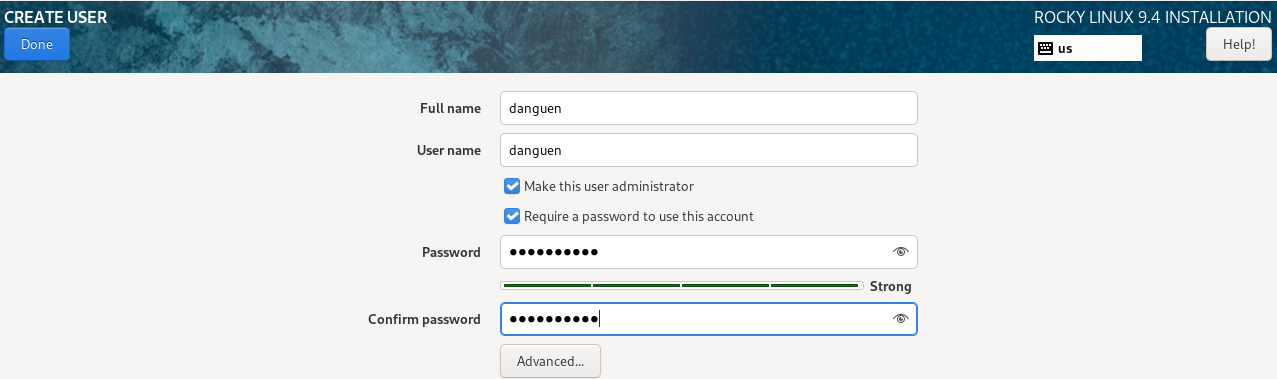 CREATE USER
ROCKY LINUX 9.4 INSTALLATION
Done
us
Help!
Full name
danguen
User name
danguen
Make this user administrator
Require a password to use this account
Password
●●●●●●●●●●
Strong
Confirm password
●●●●●●●●●●
Advanced...